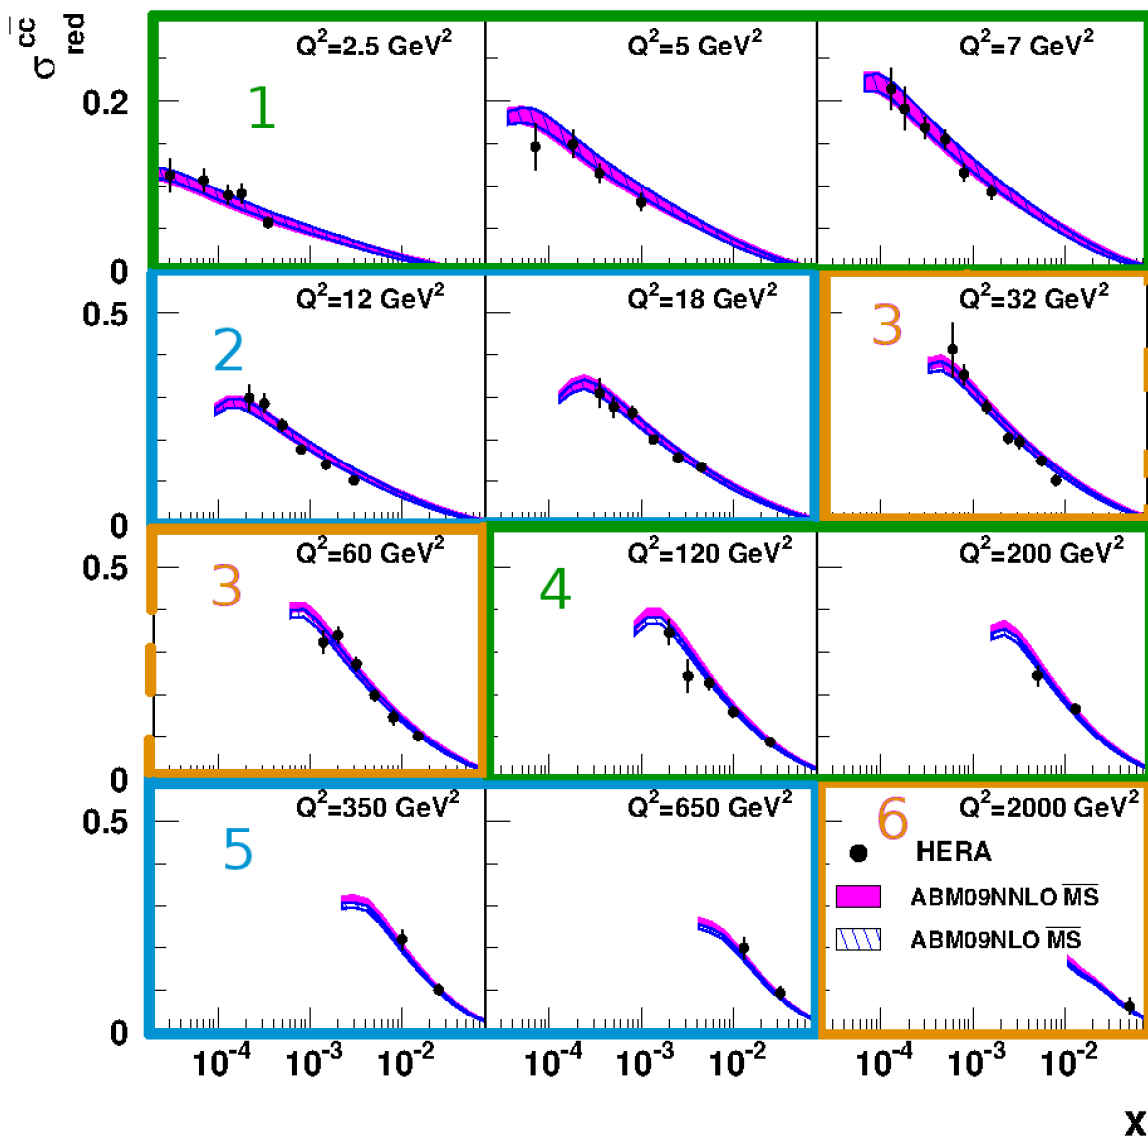 σ red cc̄
Q²=2.5 GeV² Q²=5 GeV² Q²=7 GeV²
1
0.2
0
Q²=12 GeV² Q²=18 GeV² Q²=32 GeV²
0.5
2 3
0
Q²=60 GeV² Q²=120 GeV² Q²=200 GeV²
0.5
3 4
0
Q²=350 GeV² Q²=650 GeV² Q²=2000 GeV²
0.5
5 6
HERA
ABM09NNLO M̅S̅
ABM09NLO M̅S̅
0
10⁻⁴ 10⁻³ 10⁻² 10⁻⁴ 10⁻³ 10⁻² 10⁻⁴ 10⁻³ 10⁻²
x